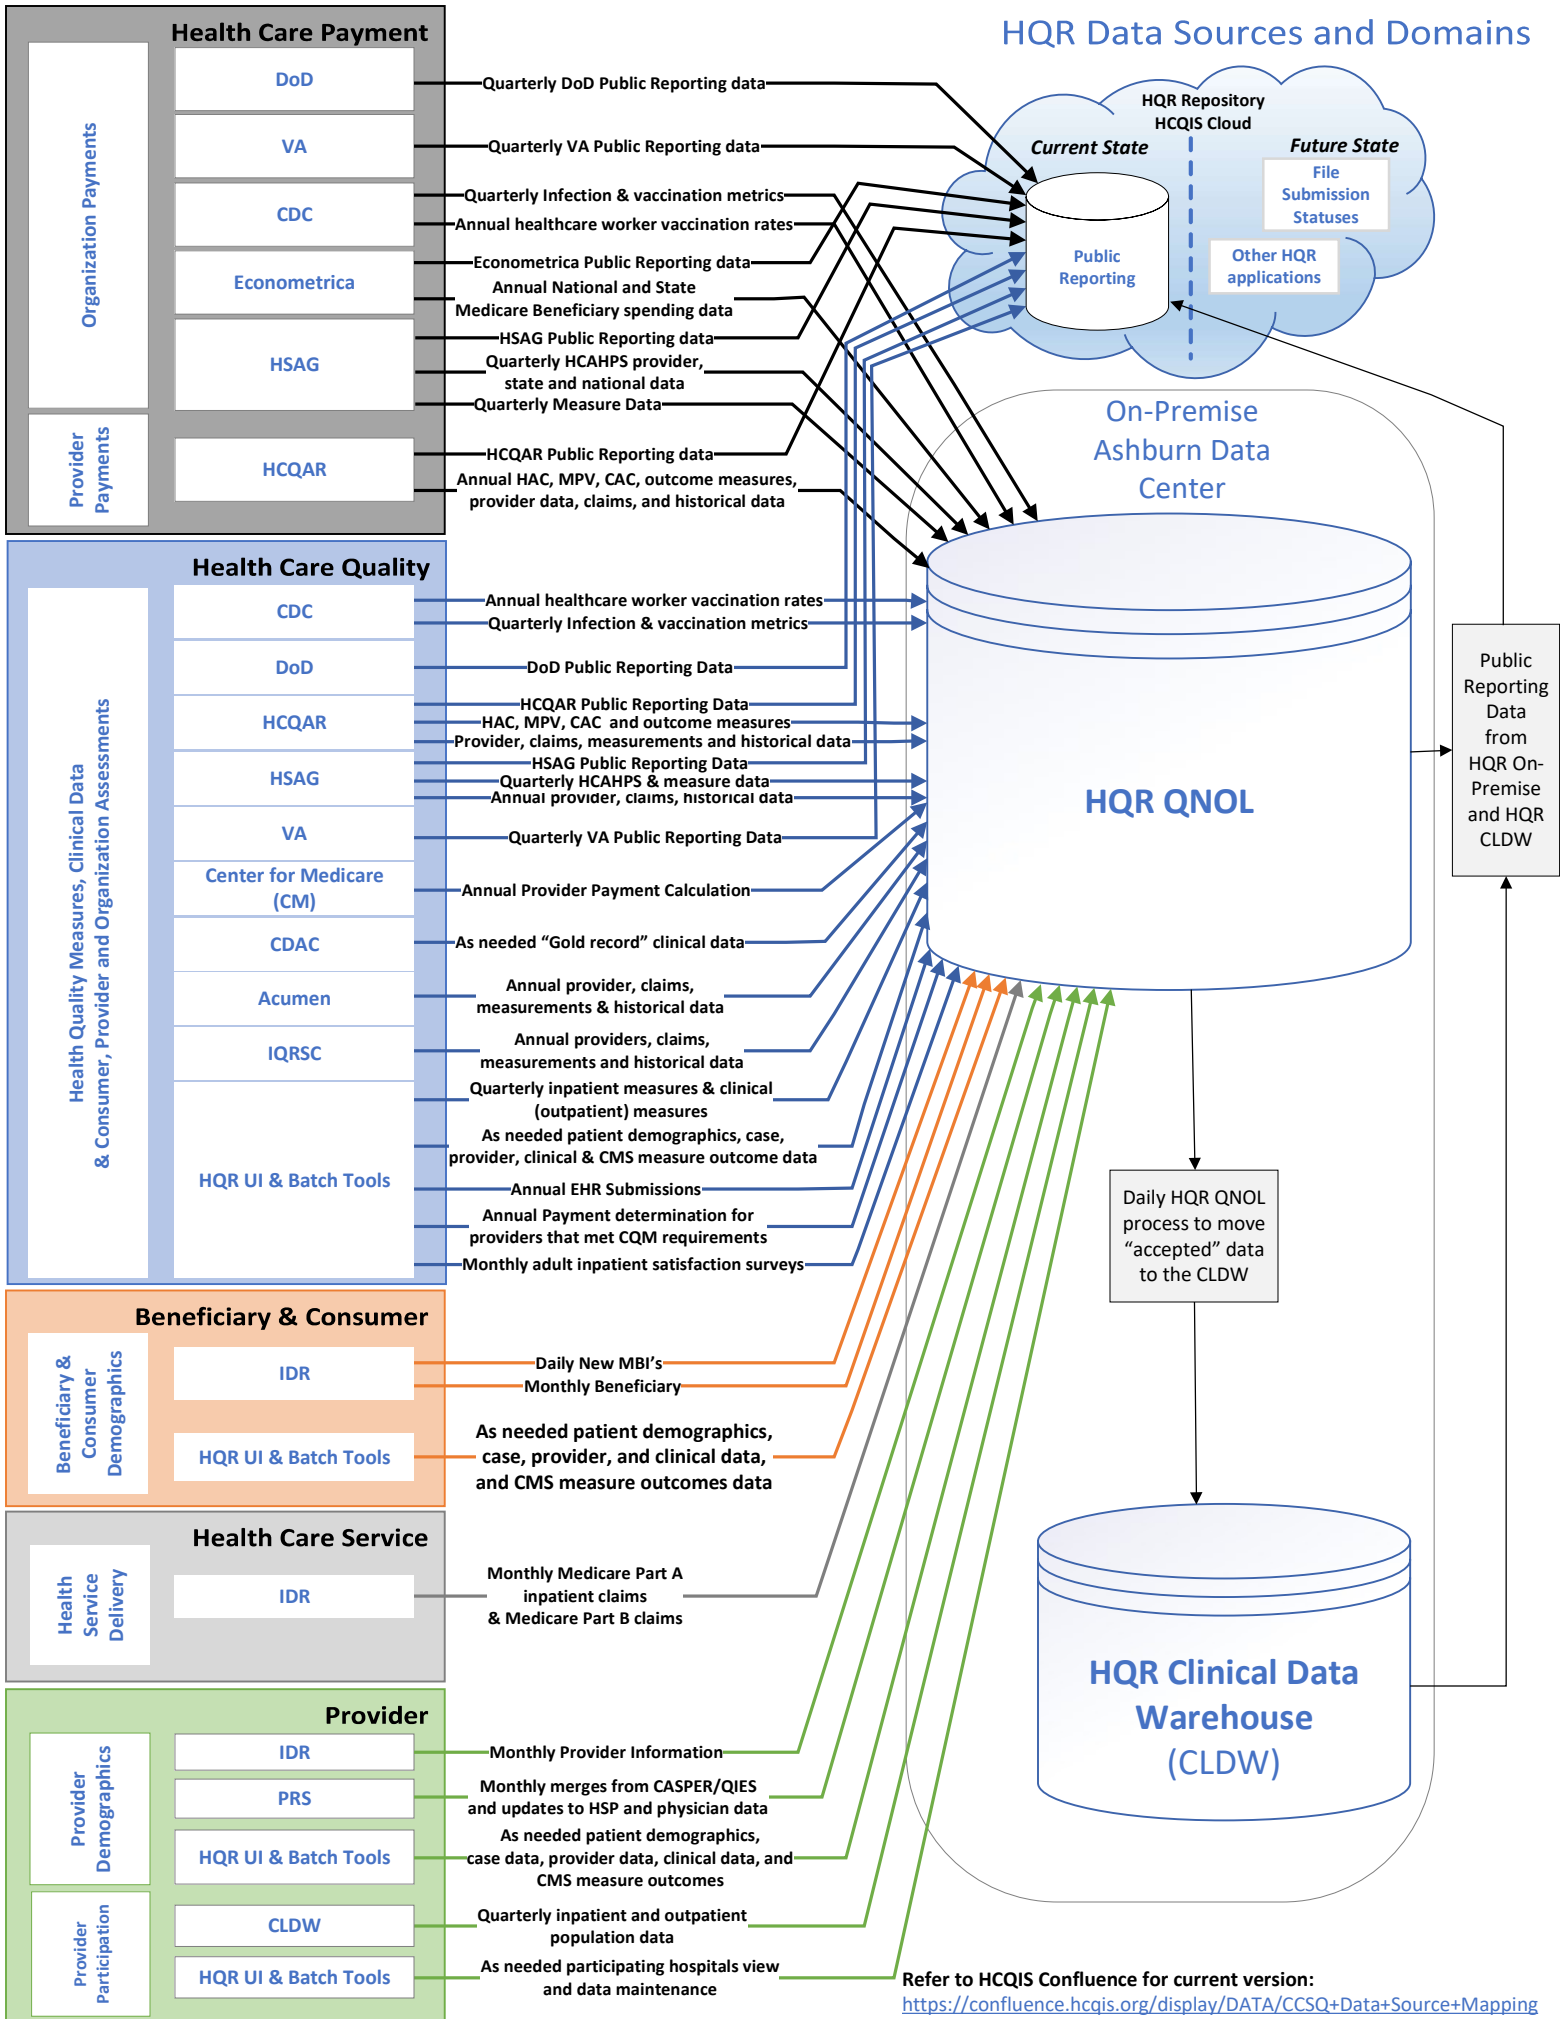 HQR Data Sources and Domains
Health Care Payment
Organization Payments
DoD
Quarterly DoD Public Reporting data
VA
Quarterly VA Public Reporting data
CDC
Quarterly Infection & vaccination metrics
Annual healthcare worker vaccination rates
Econometrica
Econometrica Public Reporting data
Annual National and State
Medicare Beneficiary spending data
HSAG
HSAG Public Reporting data
Quarterly HCAHPS provider,
state and national data
Quarterly Measure Data
Provider
Payments
HCQAR
HCQAR Public Reporting data
Annual HAC, MPV, CAC, outcome measures,
provider data, claims, and historical data
HQR Repository
HCQIS Cloud
Current State
Future State
File
Submission
Statuses
Other HQR
applications
Public
Reporting
On-Premise
Ashburn Data
Center
Health Care Quality
Health Quality Measures, Clinical Data
& Consumer, Provider and Organization Assessments
CDC
Annual healthcare worker vaccination rates
Quarterly Infection & vaccination metrics
DoD
DoD Public Reporting Data
HCQAR
HCQAR Public Reporting Data
HAC, MPV, CAC and outcome measures
Provider, claims, measurements and historical data
HSAG
HSAG Public Reporting Data
Quarterly HCAHPS & measure data
Annual provider, claims, historical data
VA
Quarterly VA Public Reporting Data
Center for Medicare
(CM)
Annual Provider Payment Calculation
CDAC
As needed “Gold record” clinical data
Acumen
Annual provider, claims,
measurements & historical data
IQRSC
Annual providers, claims,
measurements and historical data
HQR UI & Batch Tools
Quarterly inpatient measures & clinical
(outpatient) measures
As needed patient demographics, case,
provider, clinical & CMS measure outcome data
Annual EHR Submissions
Annual Payment determination for
providers that met CQM requirements
Monthly adult inpatient satisfaction surveys
HQR QNOL
Public
Reporting
Data
from
HQR On-
Premise
and HQR
CLDW
Daily HQR QNOL
process to move
“accepted” data
to the CLDW
Beneficiary & Consumer
Beneficiary &
Consumer
Demographics
IDR
Daily New MBI’s
Monthly Beneficiary
HQR UI & Batch Tools
As needed patient demographics,
case, provider, and clinical data,
and CMS measure outcomes data
Health Care Service
Health
Service
Delivery
IDR
Monthly Medicare Part A
inpatient claims
& Medicare Part B claims
HQR Clinical Data
Warehouse
(CLDW)
Provider
Provider
Demographics
IDR
Monthly Provider Information
PRS
Monthly merges from CASPER/QIES
and updates to HSP and physician data
HQR UI & Batch Tools
As needed patient demographics,
case data, provider data, clinical data, and
CMS measure outcomes
Provider
Participation
CLDW
Quarterly inpatient and outpatient
population data
HQR UI & Batch Tools
As needed participating hospitals view
and data maintenance
Refer to HCQIS Confluence for current version:
https://confluence.hcqis.org/display/DATA/CCSQ+Data+Source+Mapping